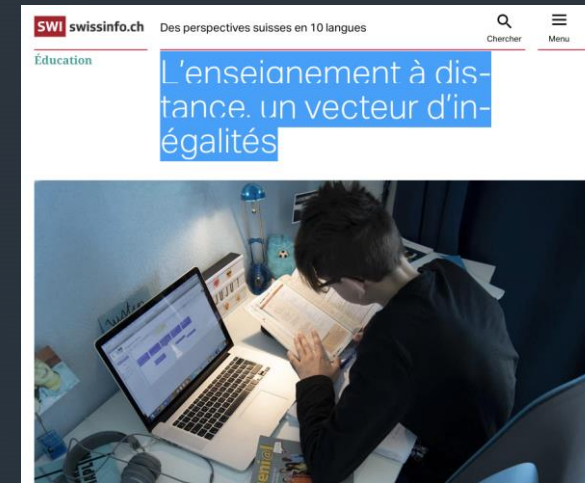 SWI swissinfo.ch
Des perspectives suisses en 10 langues
Chercher
Menu
Éducation
L'enseignement à dis-
tance, un vecteur d'in-
égalités